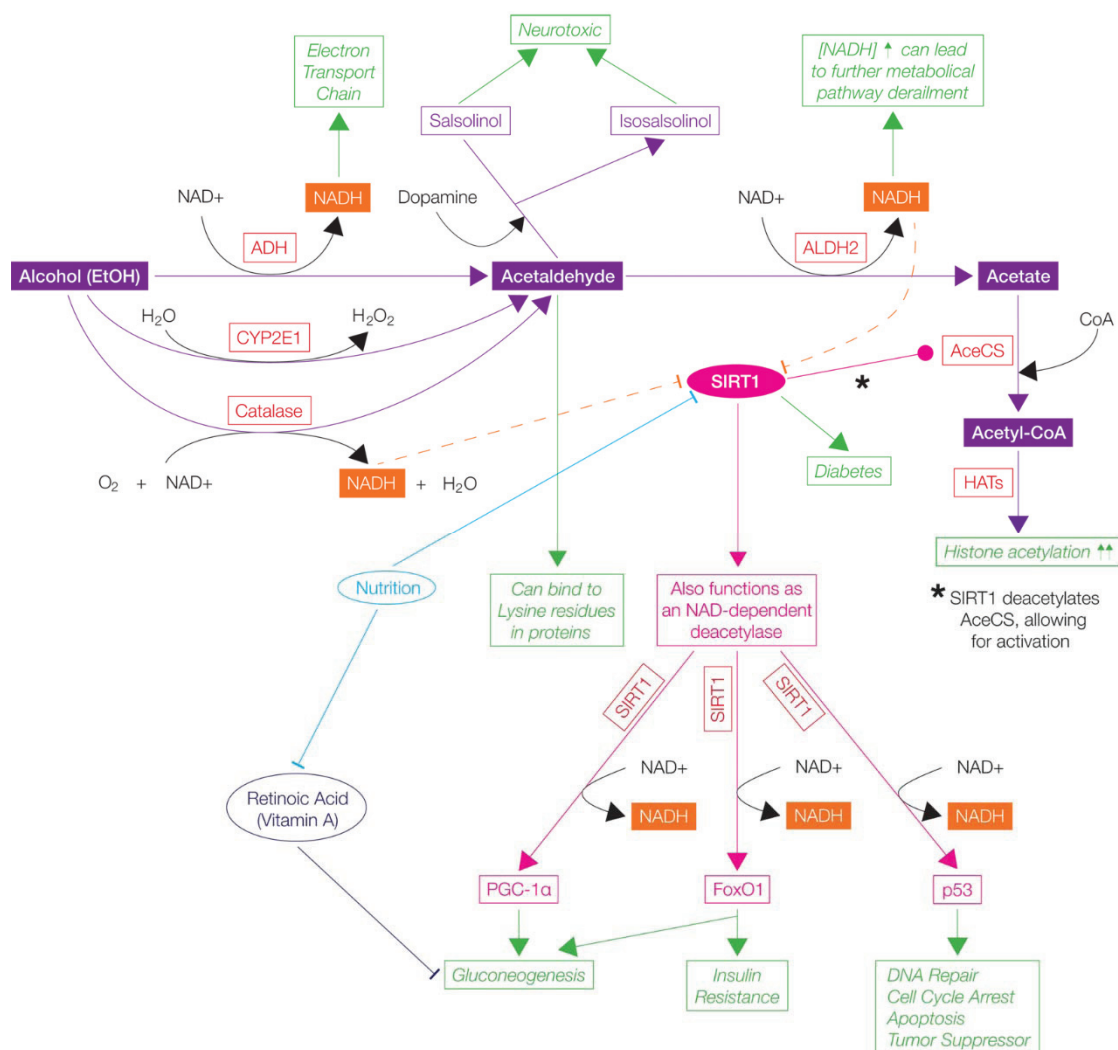 Neurotoxic
Electron
Transport
Chain
[NADH] ↑ can lead
to further metabolical
pathway derailment
Salsolinol
Isosalsolinol
NAD+
NADH
Dopamine
NAD+
NADH
ADH
ALDH2
Alcohol (EtOH)
Acetaldehyde
Acetate
H₂O
H₂O₂
CYP2E1
CoA
AceCS
SIRT1
*
Catalase
Acetyl-CoA
O₂ + NAD+
NADH + H₂O
Diabetes
HATs
Histone acetylation ↑↑
Nutrition
Can bind to
Lysine residues
in proteins
Also functions as
an NAD-dependent
deacetylase
* SIRT1 deacetylates
AceCS, allowing
for activation
SIRT1
SIRT1
SIRT1
Retinoic Acid
(Vitamin A)
NAD+
NADH
NAD+
NADH
NAD+
NADH
PGC-1α
FoxO1
p53
Gluconeogenesis
Insulin
Resistance
DNA Repair
Cell Cycle Arrest
Apoptosis
Tumor Suppressor